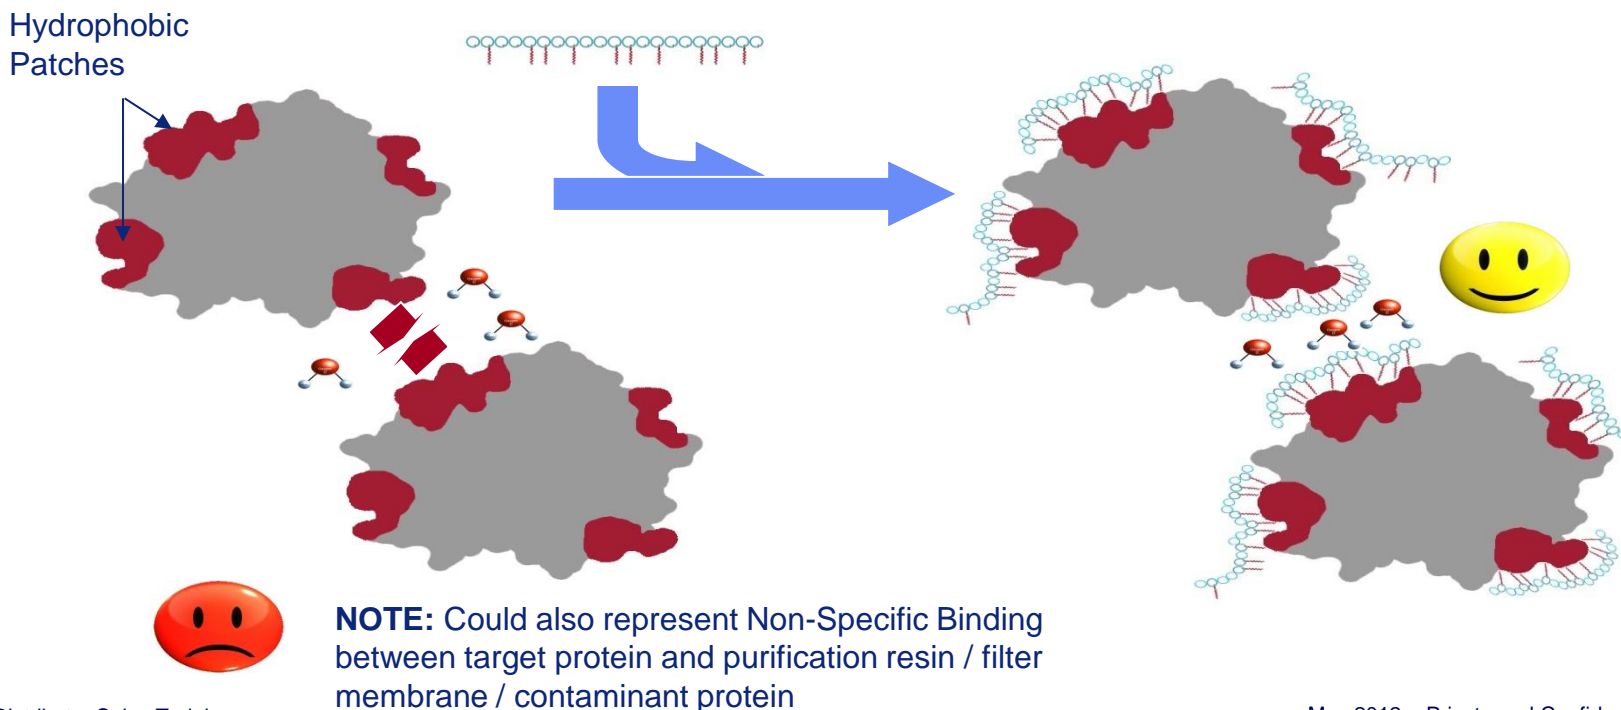 Hydrophobic
Patches
NOTE: Could also represent Non-Specific Binding
between target protein and purification resin / filter
membrane / contaminant protein